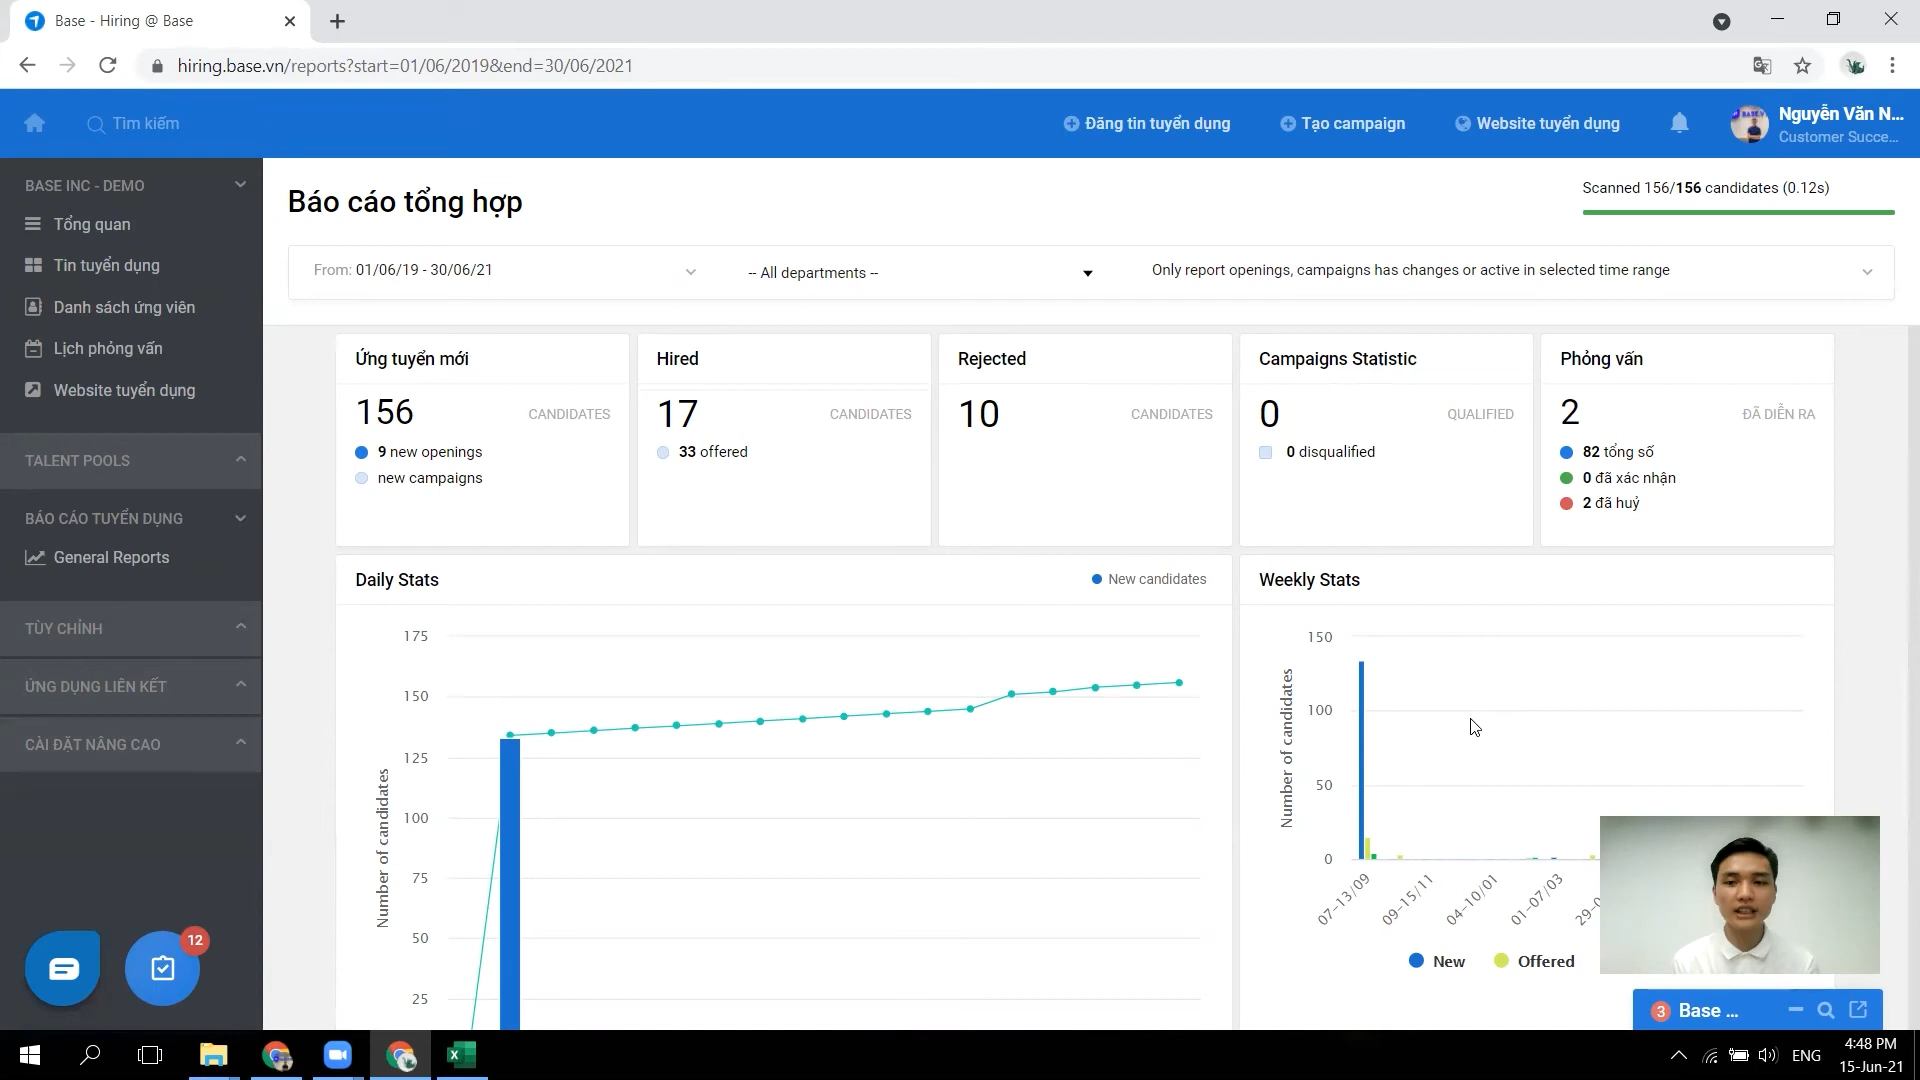 Base - Hiring @ Base
hiring.base.vn/reports?start=01/06/2019&end=30/06/2021
Tìm kiếm
Đăng tin tuyển dụng
Tạo campaign
Website tuyển dụng
Nguyễn Văn N...
Customer Succe...
BASE INC - DEMO
Tổng quan
Tin tuyển dụng
Danh sách ứng viên
Lịch phỏng vấn
Website tuyển dụng
TALENT POOLS
BÁO CÁO TUYỂN DỤNG
General Reports
TÙY CHỈNH
ỨNG DỤNG LIÊN KẾT
CÀI ĐẶT NÂNG CAO
12
Báo cáo tổng hợp
Scanned 156/156 candidates (0.12s)
From: 01/06/19 - 30/06/21
-- All departments --
Only report openings, campaigns has changes or active in selected time range
Ứng tuyển mới
156 CANDIDATES
9 new openings
new campaigns
Hired
17 CANDIDATES
33 offered
Rejected
10 CANDIDATES
Campaigns Statistic
0 QUALIFIED
0 disqualified
Phỏng vấn
2 ĐÃ DIỄN RA
82 tổng số
0 đã xác nhận
2 đã huỷ
Daily Stats
New candidates
Number of candidates
175
150
125
100
75
50
25
Weekly Stats
Number of candidates
150
100
50
0
07-13/09
09-15/11
04-10/01
01-07/03
New
Offered
3 Base ...
ENG
4:48 PM
15-Jun-21